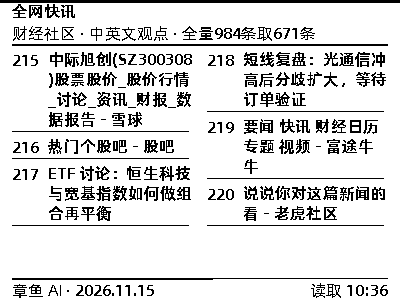 全网快讯
财经社区 · 中英文观点 · 全量984条取671条
215 中际旭创(SZ300308
)股票股价_股价行情
_讨论_资讯_财报_数
据报告 - 雪球
216 热门个股吧 - 股吧
217 ETF 讨论：恒生科技
与宽基指数如何做组
合再平衡
218 短线复盘：光通信冲
高后分歧扩大，等待
订单验证
219 要闻 快讯 财经日历
专题 视频 - 富途牛
牛
220 说说你对这篇新闻的
看 - 老虎社区
章鱼 AI · 2026.11.15
读取 10:36